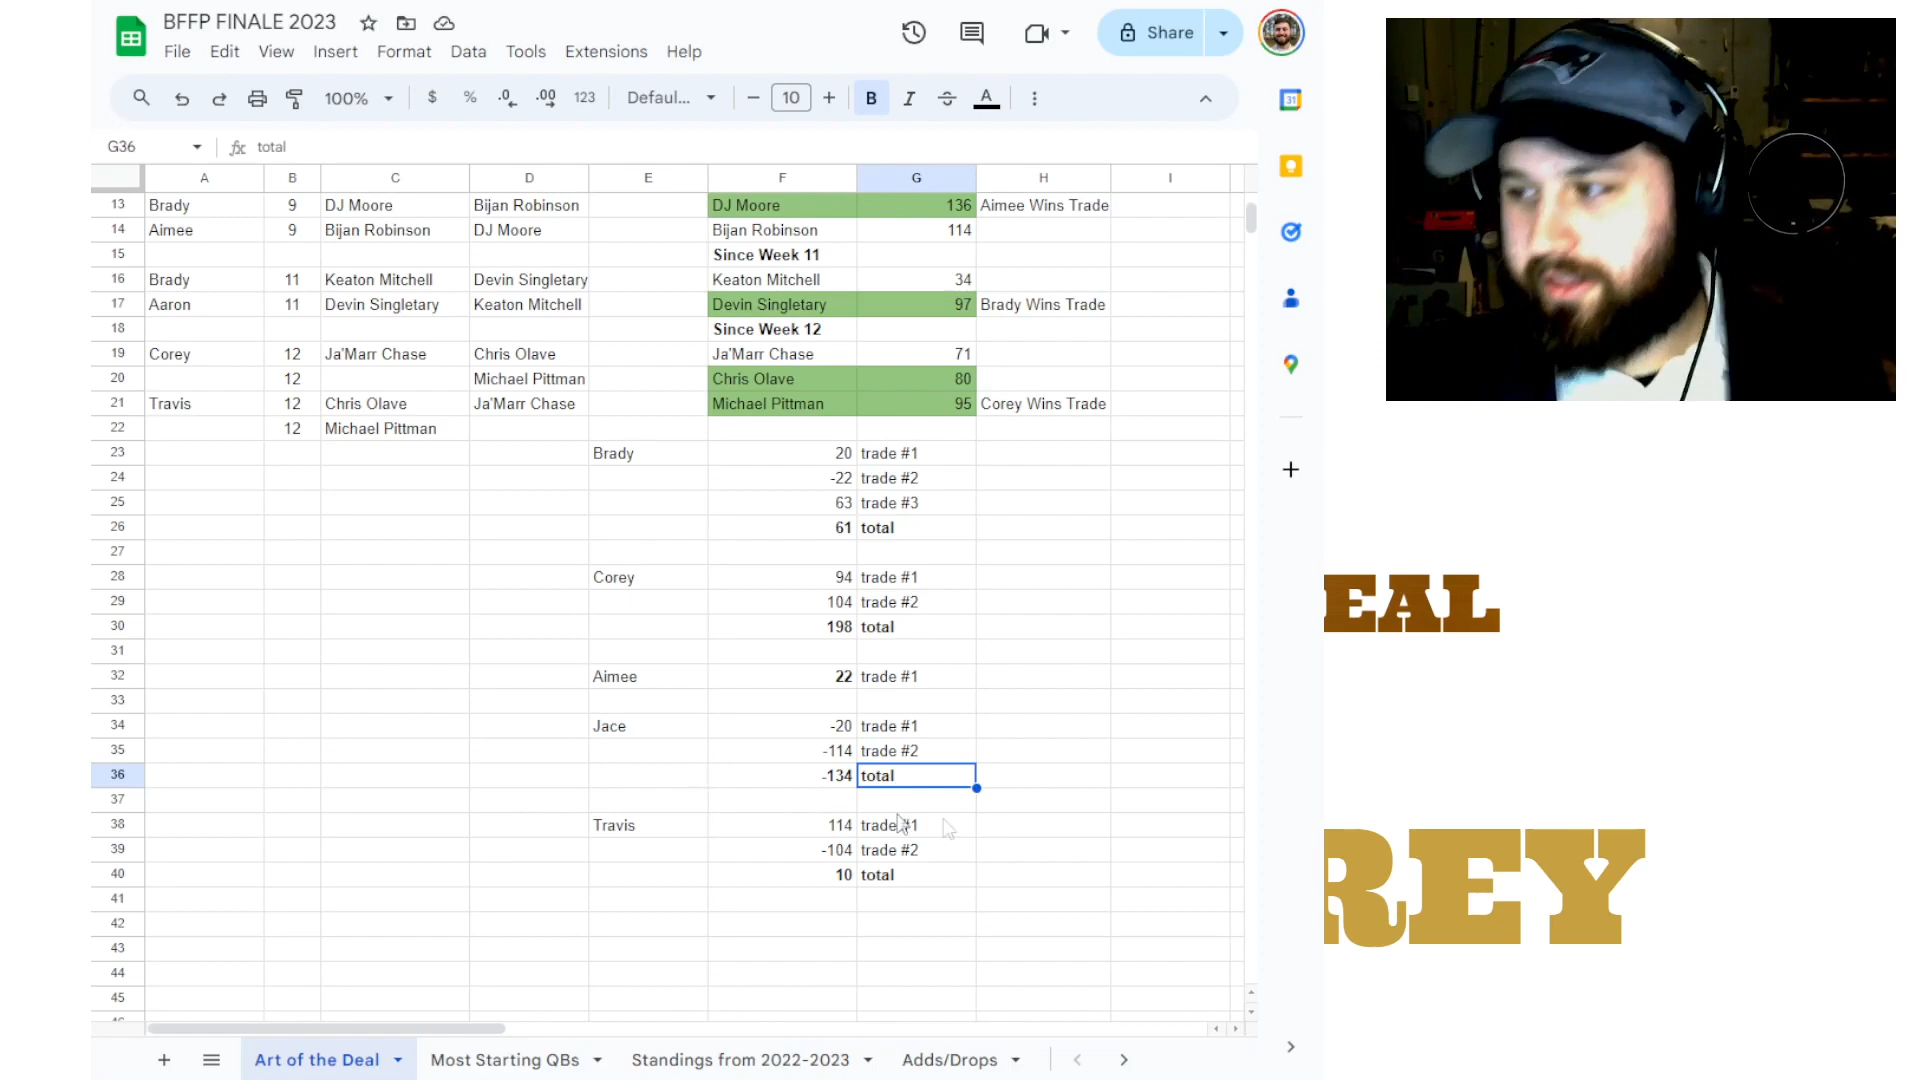 BFFP FINALE 2023
File Edit View Insert Format Data Tools Extensions Help
Share
100% $ % .0 .00 123 Defaul... 10 B I A
31
G36 fx total
A B C D E F G H I
13 Brady 9 DJ Moore Bijan Robinson DJ Moore 136 Aimee Wins Trade
14 Aimee 9 Bijan Robinson DJ Moore Bijan Robinson 114
15 Since Week 11
16 Brady 11 Keaton Mitchell Devin Singletary Keaton Mitchell 34
17 Aaron 11 Devin Singletary Keaton Mitchell Devin Singletary 97 Brady Wins Trade
18 Since Week 12
19 Corey 12 Ja'Marr Chase Chris Olave Ja'Marr Chase 71
20 12 Michael Pittman Chris Olave 80
21 Travis 12 Chris Olave Ja'Marr Chase Michael Pittman 95 Corey Wins Trade
22 12 Michael Pittman
23 Brady 20 trade #1
24 -22 trade #2
25 63 trade #3
26 61 total
27
28 Corey 94 trade #1
29 104 trade #2
30 198 total
31
32 Aimee 22 trade #1
33
34 Jace -20 trade #1
35 -114 trade #2
36 -134 total
37
38 Travis 114 trade #1
39 -104 trade #2
40 10 total
41
42
43
44
45
EAL
REY
Art of the Deal Most Starting QBs Standings from 2022-2023 Adds/Drops